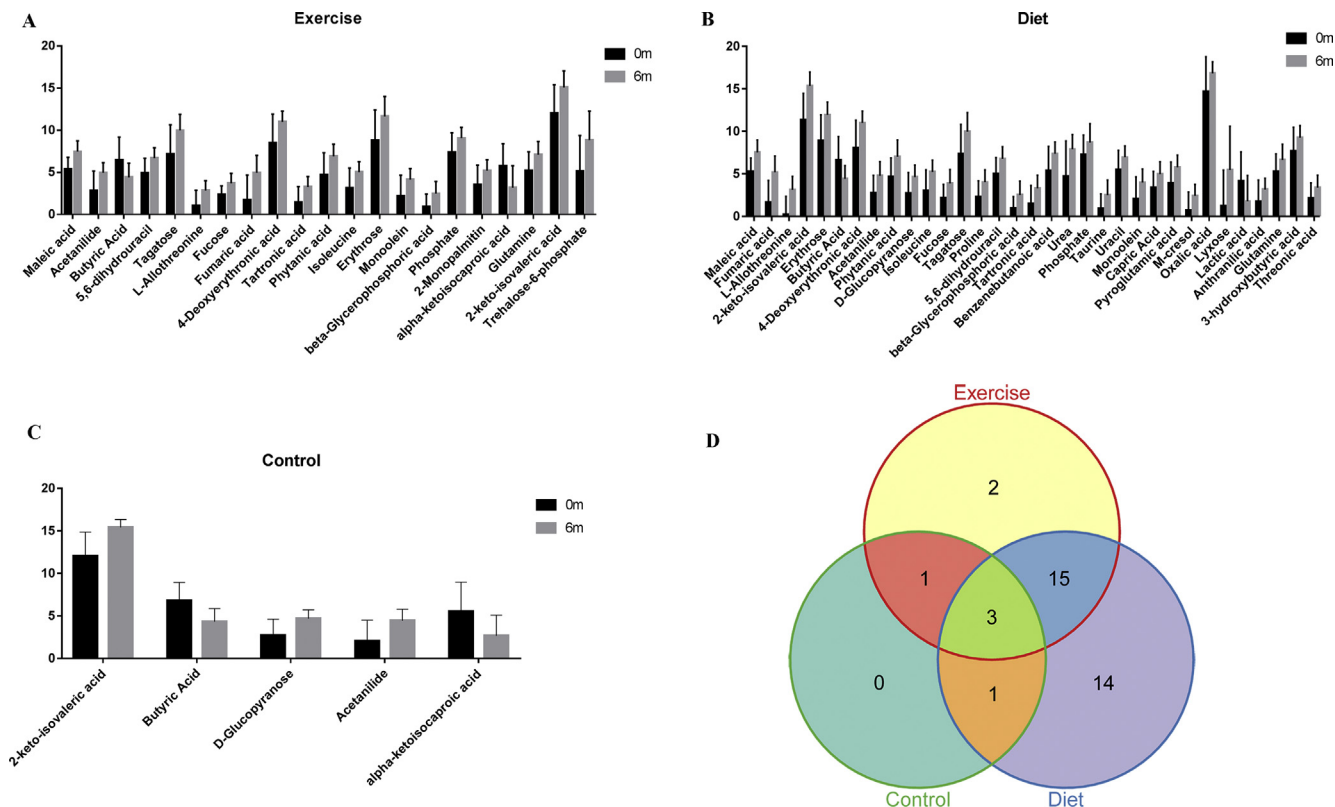 A
Exercise
20
15
10
5
0
0m
6m
Maleic acid
Acetanilide
Butyric Acid
5,6-dihydrouracil
Tagatose
L-Allothreonine
Fucose
Fumaric acid
4-Deoxyerythronic acid
Tartronic acid
Phytanic acid
Isoleucine
Erythrose
Monoolein
beta-Glycerophosphoric acid
Phosphate
2-Monopalmitin
alpha-ketoisocaproic acid
Glutamine
2-keto-isovaleric acid
Trehalose-6-phosphate
B
Diet
20
15
10
5
0
0m
6m
Maleic acid
Fumaric acid
L-Allothreonine
2-keto-isovaleric acid
Erythrose
Butyric Acid
4-Deoxyerythronic acid
Acetanilide
Phytanic acid
D-Glucopyranose
Isoleucine
Fucose
Tagatose
Proline
5,6-dihydrouracil
beta-Glycerophosphoric acid
Tartronic acid
Benzenebutanoic acid
Urea
Phosphate
Taurine
Uracil
Monoolein
Capric Acid
Pyroglutamic acid
M-cresol
Oxalic acid
Lyxose
Lactic acid
Anthranilic acid
Glutamine
3-hydroxybutyric acid
Threonic acid
C
Control
20
15
10
5
0
0m
6m
2-keto-isovaleric acid
Butyric Acid
D-Glucopyranose
Acetanilide
alpha-ketoisocaproic acid
D
Exercise
2
1
15
3
0
1
14
Control
Diet